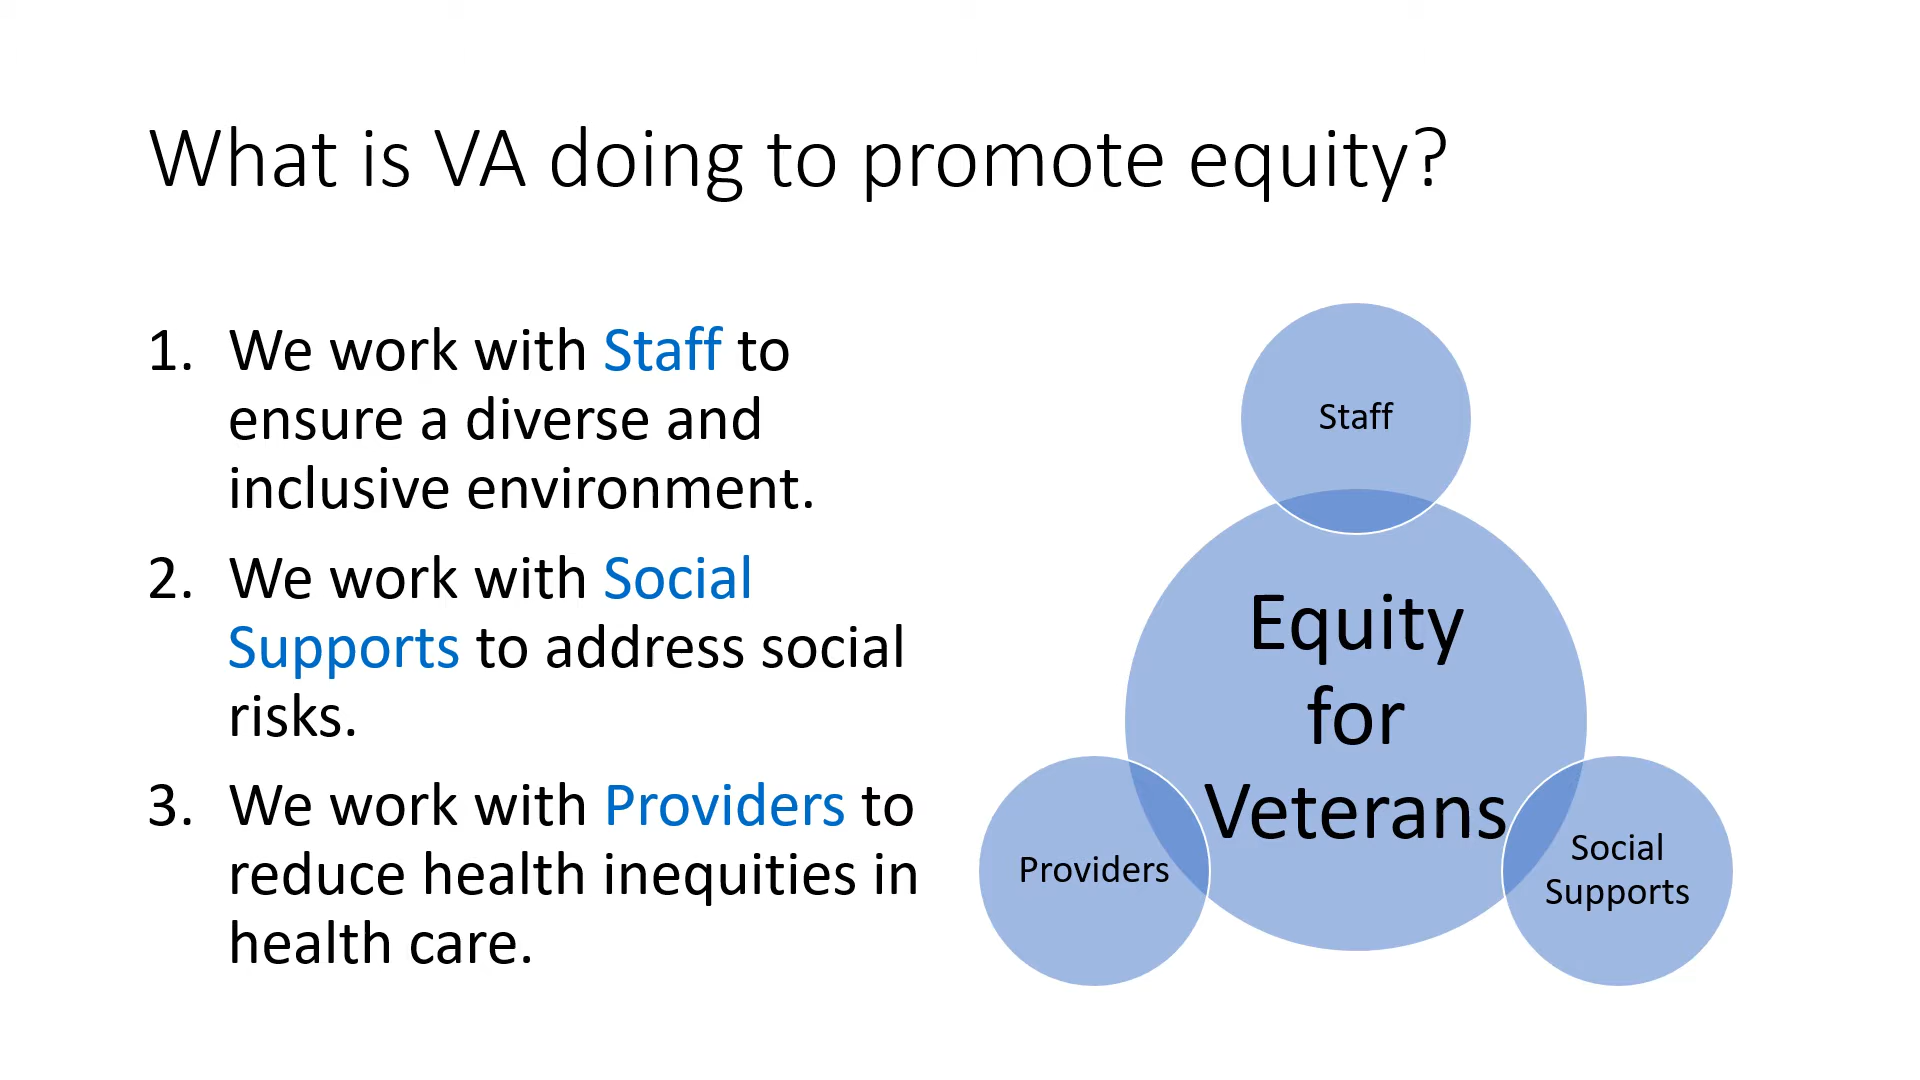 What is VA doing to promote equity?
1. We work with Staff to
ensure a diverse and
inclusive environment.
2. We work with Social
Supports to address social
risks.
3. We work with Providers to
reduce health inequities in
health care.
Staff
Equity
for
Veterans
Providers
Social
Supports